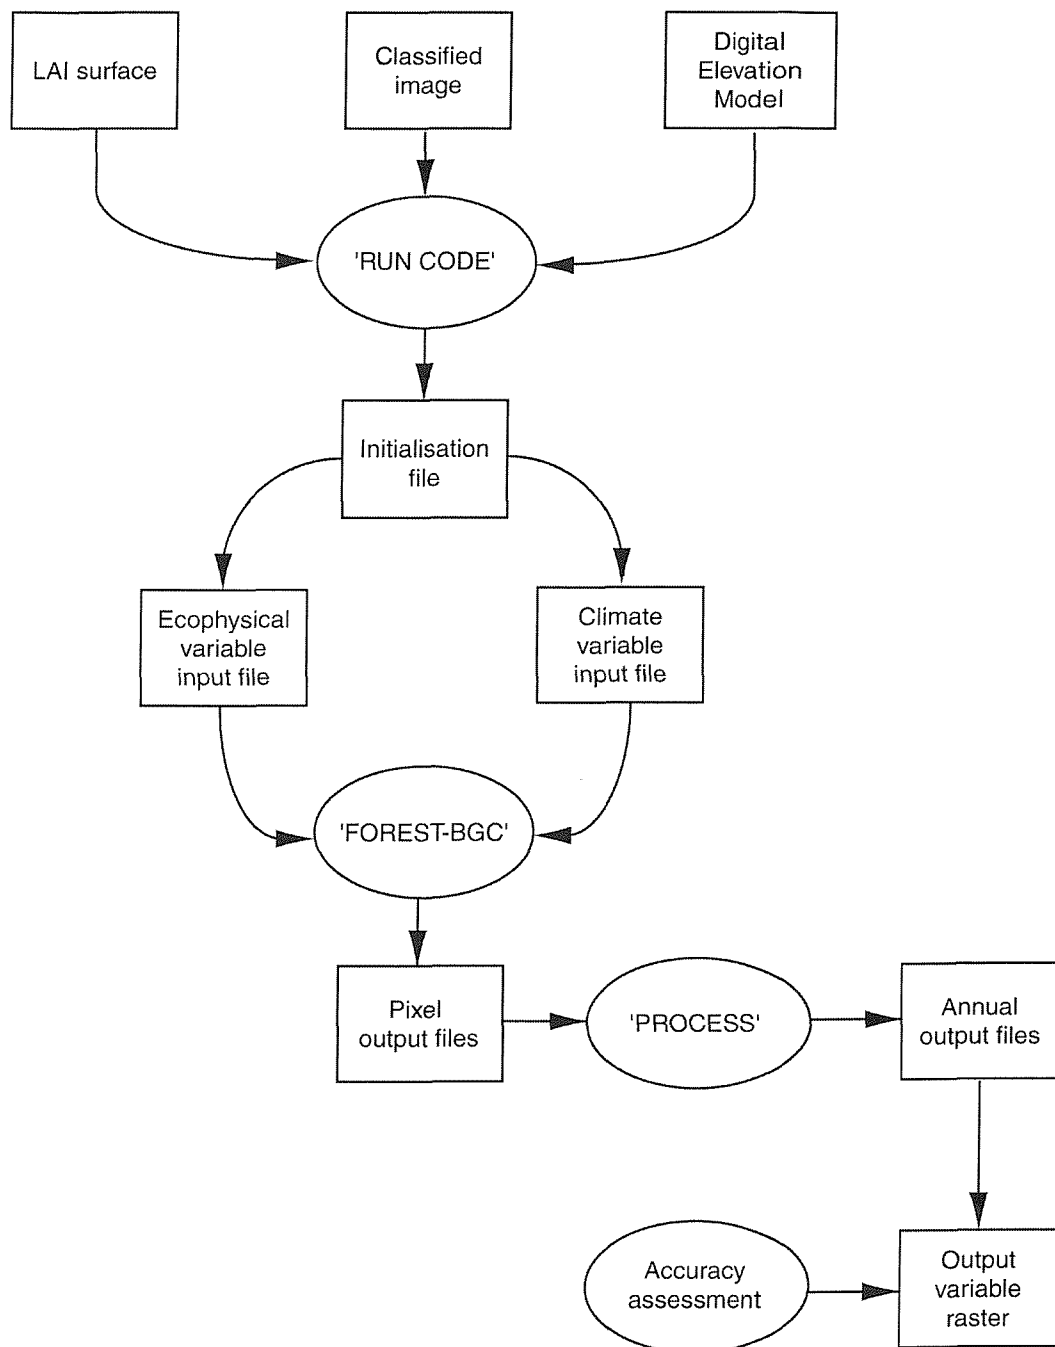 LAI surface
Classified
image
Digital
Elevation
Model
'RUN CODE'
Initialisation
file
Ecophysical
variable
input file
Climate
variable
input file
'FOREST-BGC'
Pixel
output files
'PROCESS'
Annual
output files
Accuracy
assessment
Output
variable
raster